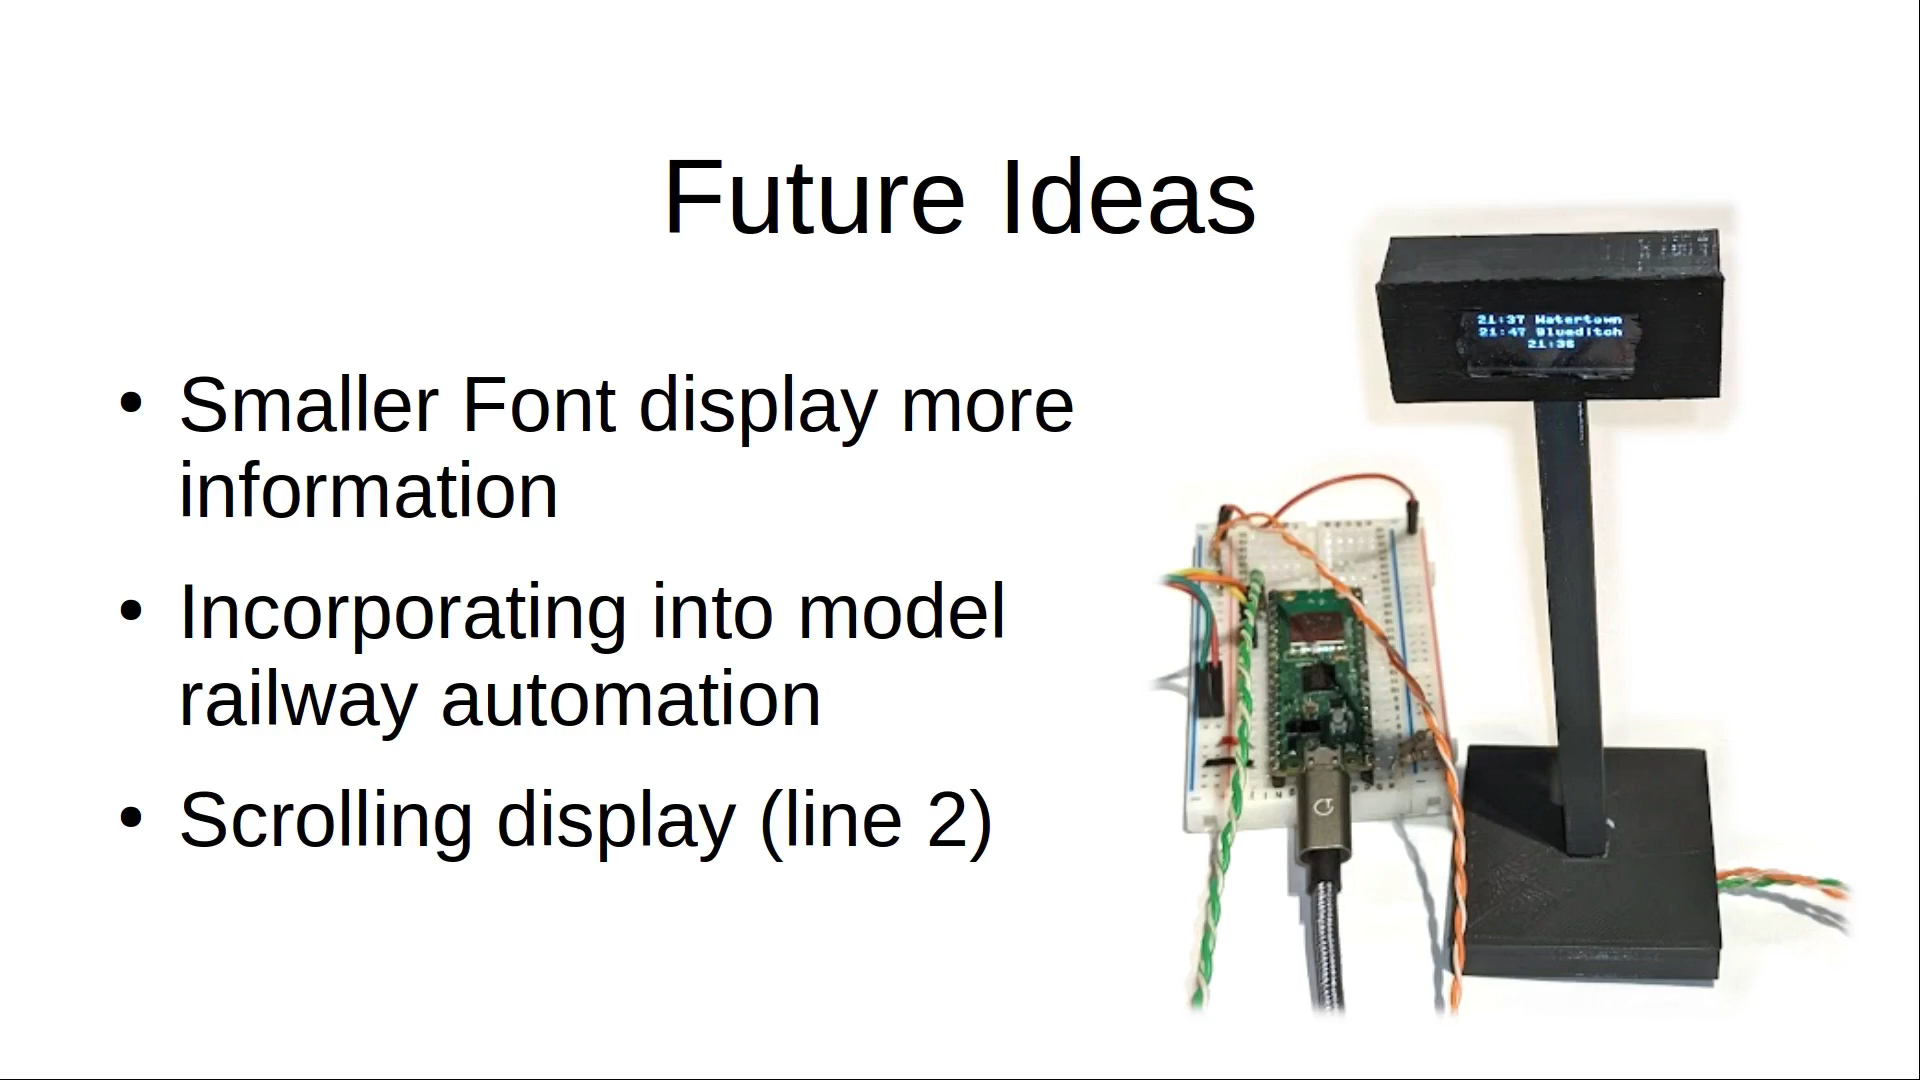 Future Ideas
21:37 Watertown
21:47 Blueditch
21:36
• Smaller Font display more
information
• Incorporating into model
railway automation
• Scrolling display (line 2)